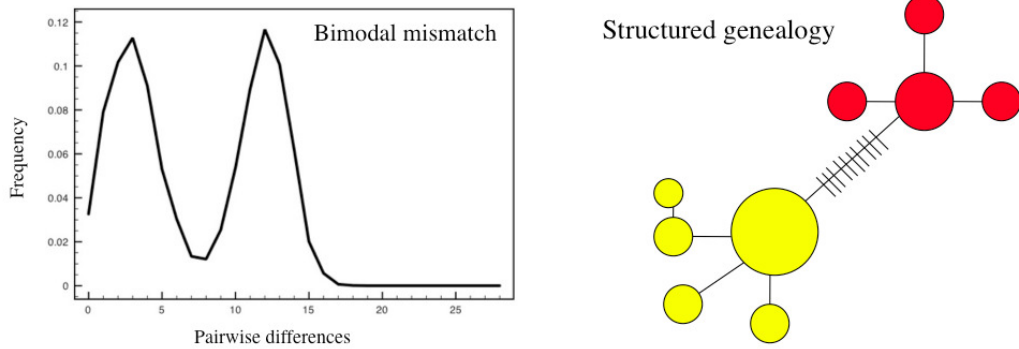 Bimodal mismatch
Frequency
0.12
0.1
0.08
0.06
0.04
0.02
0
0 5 10 15 20 25
Pairwise differences
Structured genealogy